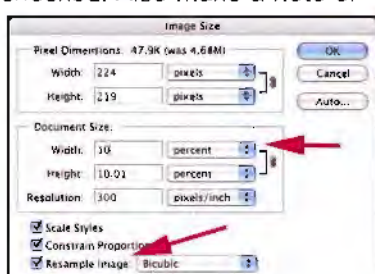 Image Size
Pixel Dimensions: 47.9K (was 4.68M)
OK
Width: 224 pixels
Cancel
Height: 219 pixels
Auto...
Document Size:
Width: 10 percent
Height: 10.01 percent
Resolution: 300 pixels/inch
Scale Styles
Constrain Proportions
Resample Image: Bicubic